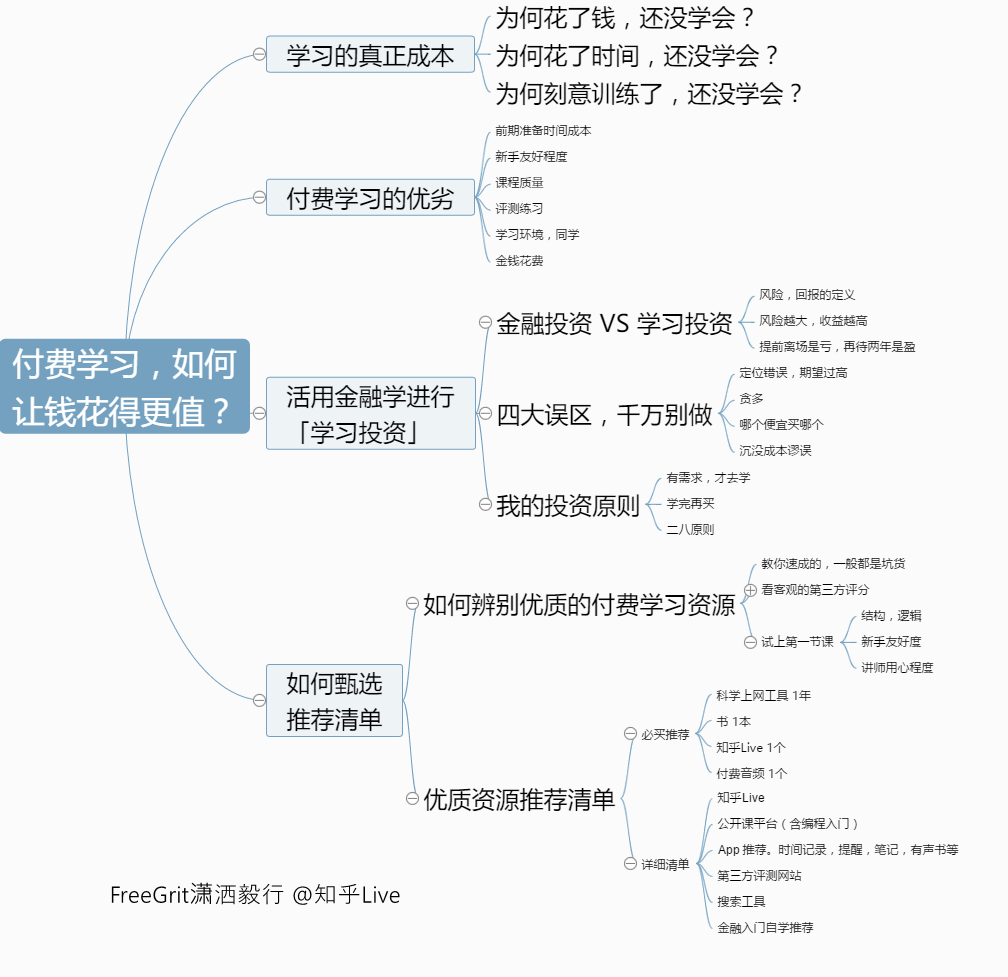 付费学习，如何
让钱花得更值？
学习的真正成本
为何花了钱，还没学会？
为何花了时间，还没学会？
为何刻意训练了，还没学会？
付费学习的优劣
前期准备时间成本
新手友好程度
课程质量
评测练习
学习环境，同学
金钱花费
活用金融学进行
「学习投资」
金融投资 VS 学习投资
风险，回报的定义
风险越大，收益越高
提前离场是亏，再待两年是盈
四大误区，千万别做
定位错误，期望过高
贪多
哪个便宜买哪个
沉没成本谬误
我的投资原则
有需求，才去学
学完再买
二八原则
如何甄选
推荐清单
如何辨别优质的付费学习资源
教你速成的，一般都是坑货
看客观的第三方评分
试上第一节课
结构，逻辑
新手友好度
讲师用心程度
优质资源推荐清单
必买推荐
科学上网工具 1年
书 1本
知乎Live 1个
付费音频 1个
详细清单
知乎Live
公开课平台（含编程入门）
App 推荐。时间记录，提醒，笔记，有声书等
第三方评测网站
搜索工具
金融入门自学推荐
FreeGrit潇洒毅行 @知乎Live